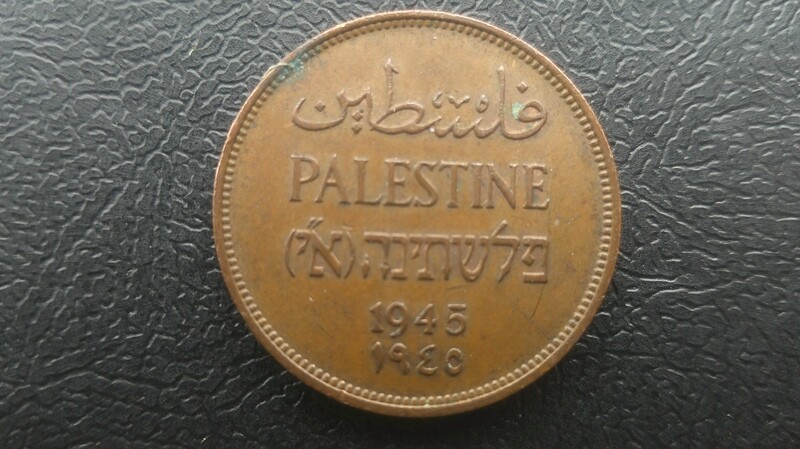 فلسطين
PALESTINE
פלשתינה (א״י)
1945
١٩٤٥